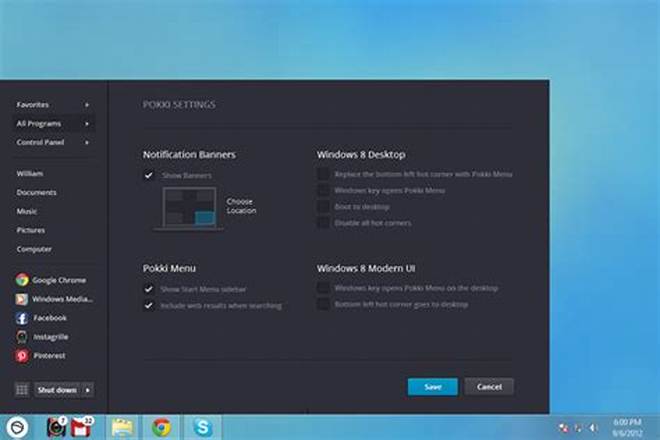 Favorites
All Programs
Control Panel
William
Documents
Music
Pictures
Computer
Google Chrome
Windows Media...
Facebook
Instagrille
Pinterest
Shut down
POKKI SETTINGS
Notification Banners
Show Banners
Choose
Location
Pokki Menu
Show Start Menu sidebar
Include web results when searching
Windows 8 Desktop
Replace the bottom left hot corner with Pokki Menu
Windows key opens Pokki Menu
Boot to desktop
Disable all hot corners
Windows 8 Modern UI
Windows key opens Pokki Menu on the desktop
Bottom left hot corner goes to desktop
Save
Cancel
7
32
6:00 PM
9/6/2012